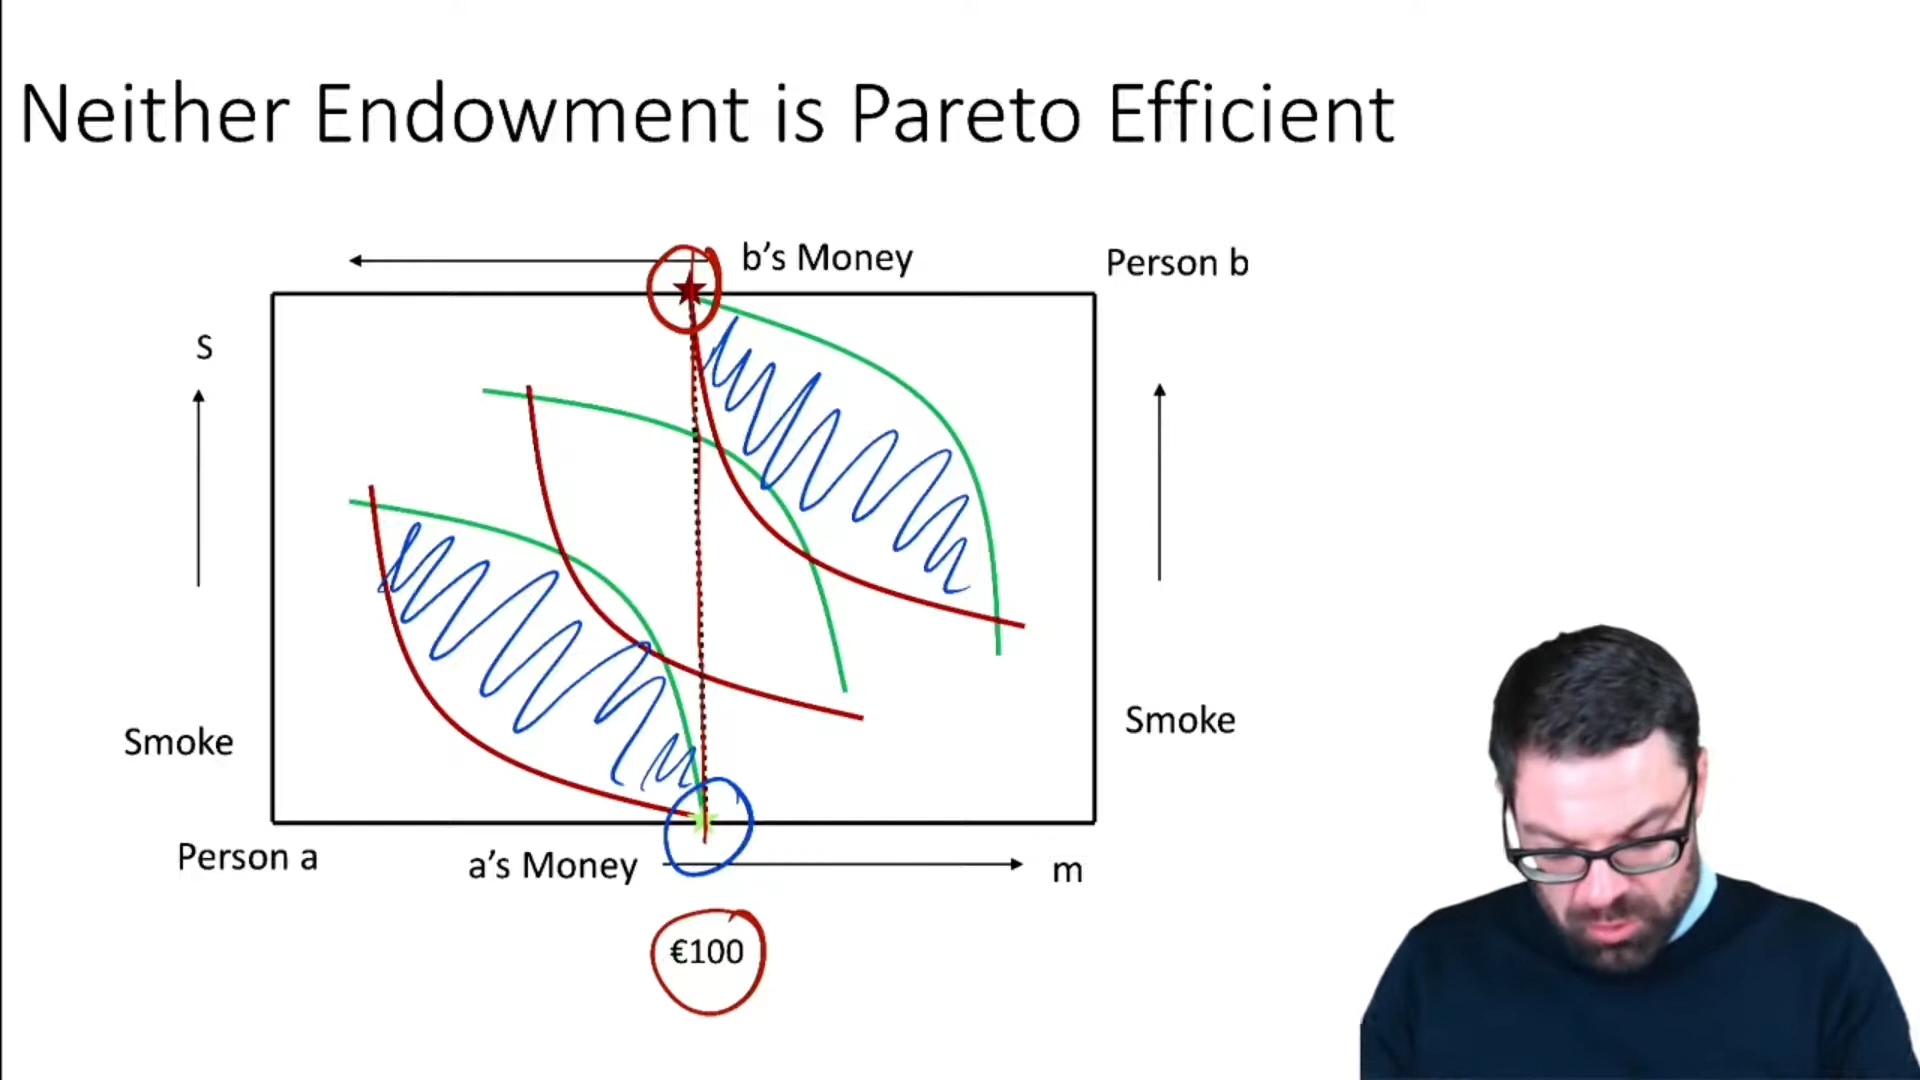 Neither Endowment is Pareto Efficient
b's Money
Person b
S
Smoke
Smoke
Person a
a's Money
m
€100